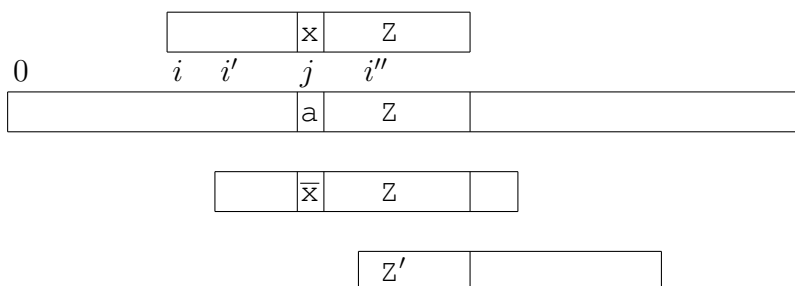 x Z
0 i i′ j i″
a Z
x̅ Z
Z′